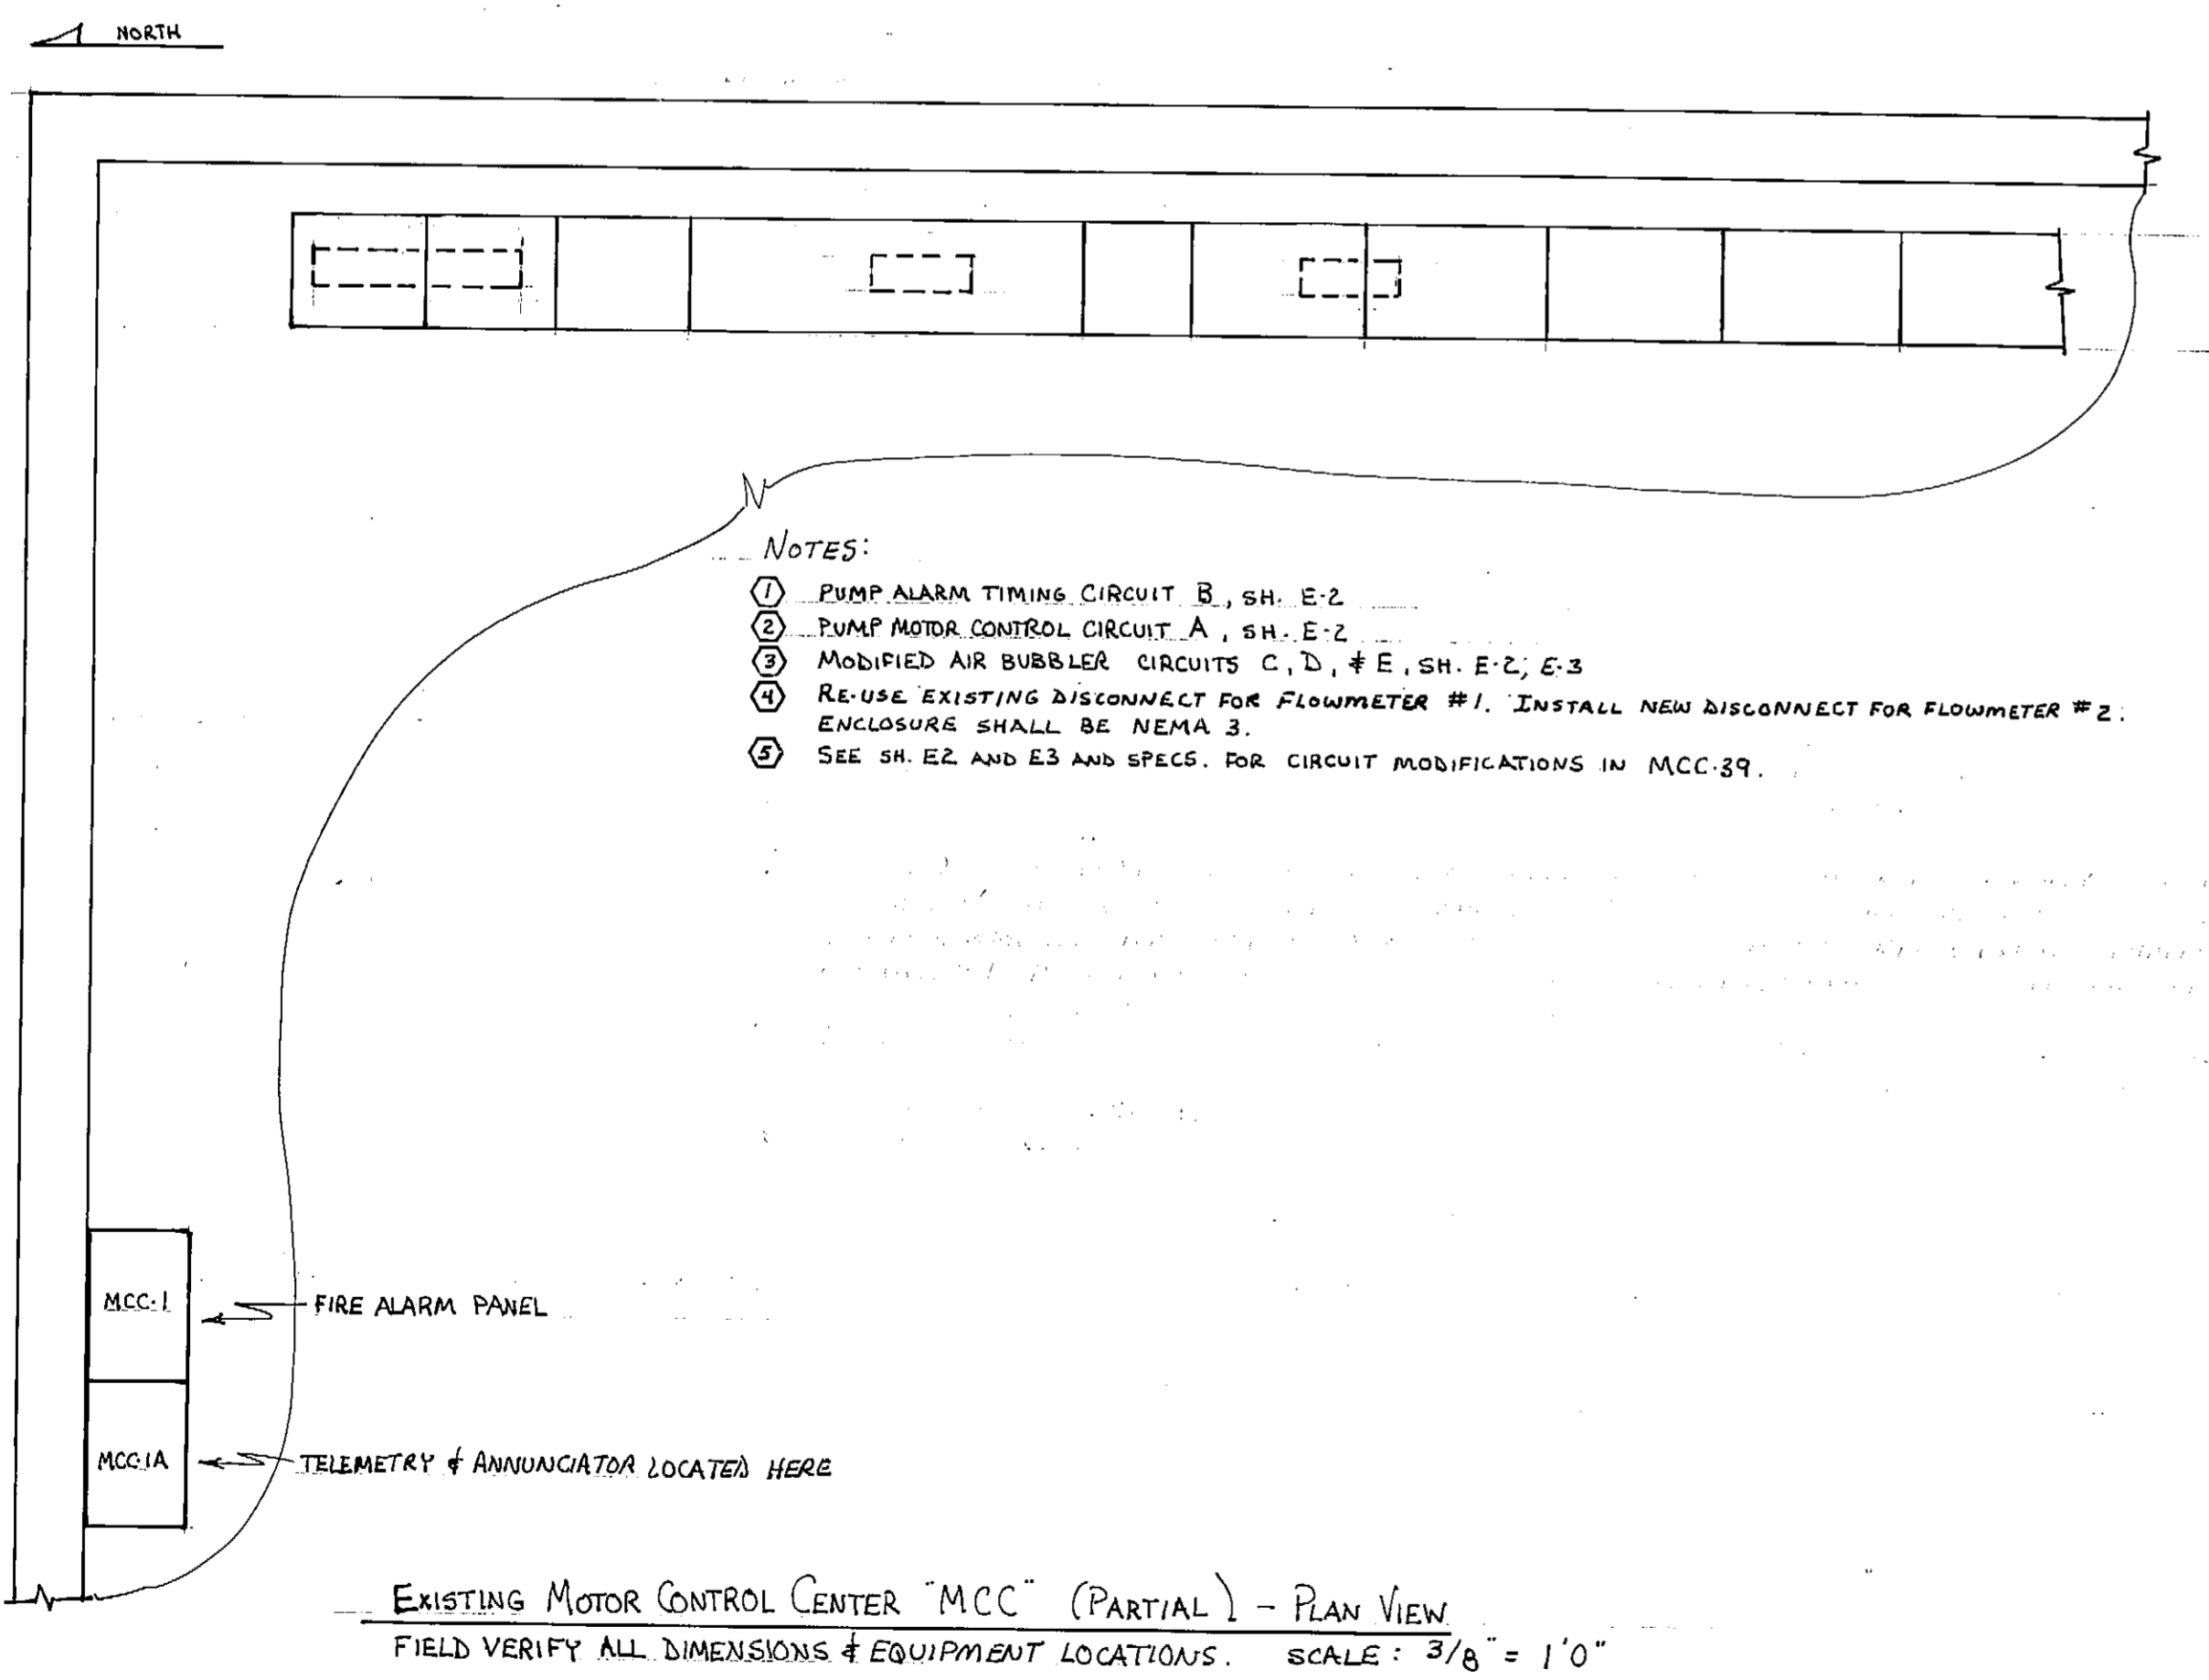 NORTH
NOTES:
1 PUMP ALARM TIMING CIRCUIT B, SH. E-2
2 PUMP MOTOR CONTROL CIRCUIT A, SH. E-2
3 MODIFIED AIR BUBBLER CIRCUITS C, D, & E, SH. E-2, E-3
4 RE-USE EXISTING DISCONNECT FOR FLOWMETER #1. INSTALL NEW DISCONNECT FOR FLOWMETER #2.
ENCLOSURE SHALL BE NEMA 3.
5 SEE SH. E2 AND E3 AND SPECS. FOR CIRCUIT MODIFICATIONS IN MCC-39.
MCC-1
FIRE ALARM PANEL
MCC-1A
TELEMETRY & ANNUNCIATOR LOCATED HERE
EXISTING MOTOR CONTROL CENTER "MCC" (PARTIAL) - PLAN VIEW
FIELD VERIFY ALL DIMENSIONS & EQUIPMENT LOCATIONS. SCALE: 3/8" = 1'0"